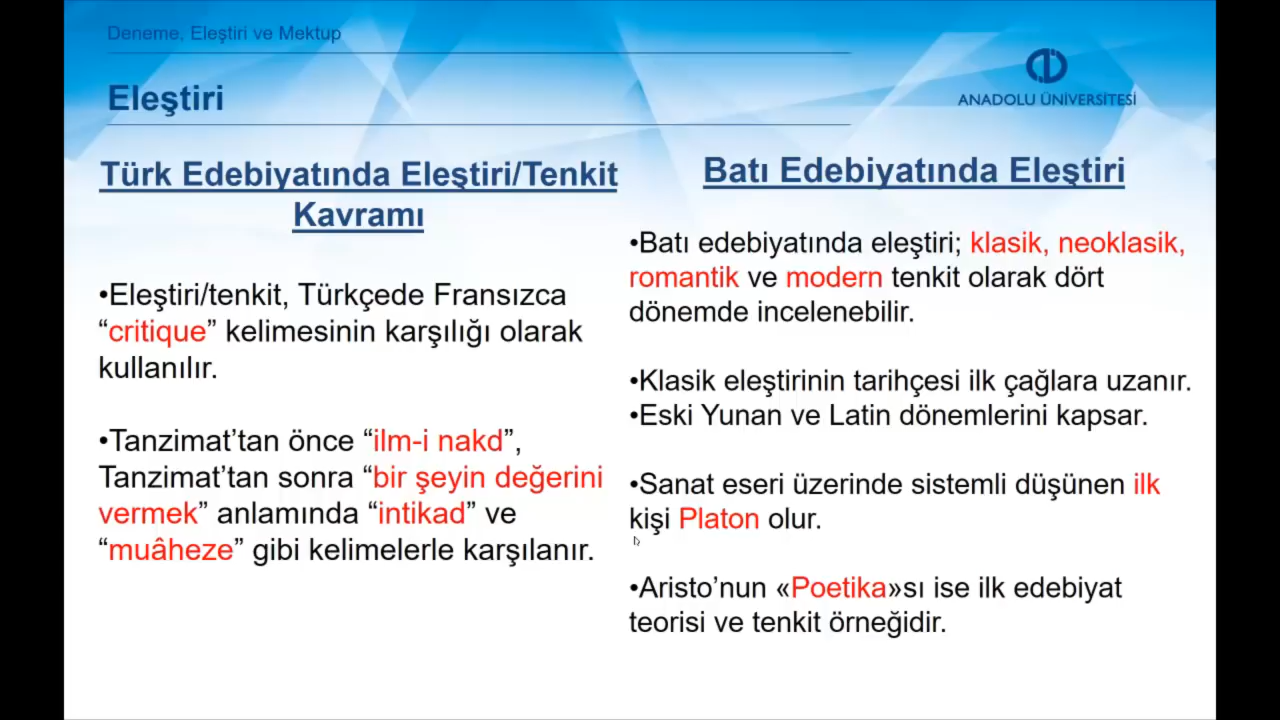 Deneme, Eleştiri ve Mektup
Eleştiri
ANADOLU ÜNİVERSİTESİ
Türk Edebiyatında Eleştiri/Tenkit
Kavramı
•Eleştiri/tenkit, Türkçede Fransızca
“critique” kelimesinin karşılığı olarak
kullanılır.
•Tanzimat’tan önce “ilm-i nakd”,
Tanzimat’tan sonra “bir şeyin değerini
vermek” anlamında “intikad” ve
“muâheze” gibi kelimelerle karşılanır.
Batı Edebiyatında Eleştiri
•Batı edebiyatında eleştiri; klasik, neoklasik,
romantik ve modern tenkit olarak dört
dönemde incelenebilir.
•Klasik eleştirinin tarihçesi ilk çağlara uzanır.
•Eski Yunan ve Latin dönemlerini kapsar.
•Sanat eseri üzerinde sistemli düşünen ilk
kişi Platon olur.
•Aristo’nun «Poetika»sı ise ilk edebiyat
teorisi ve tenkit örneğidir.